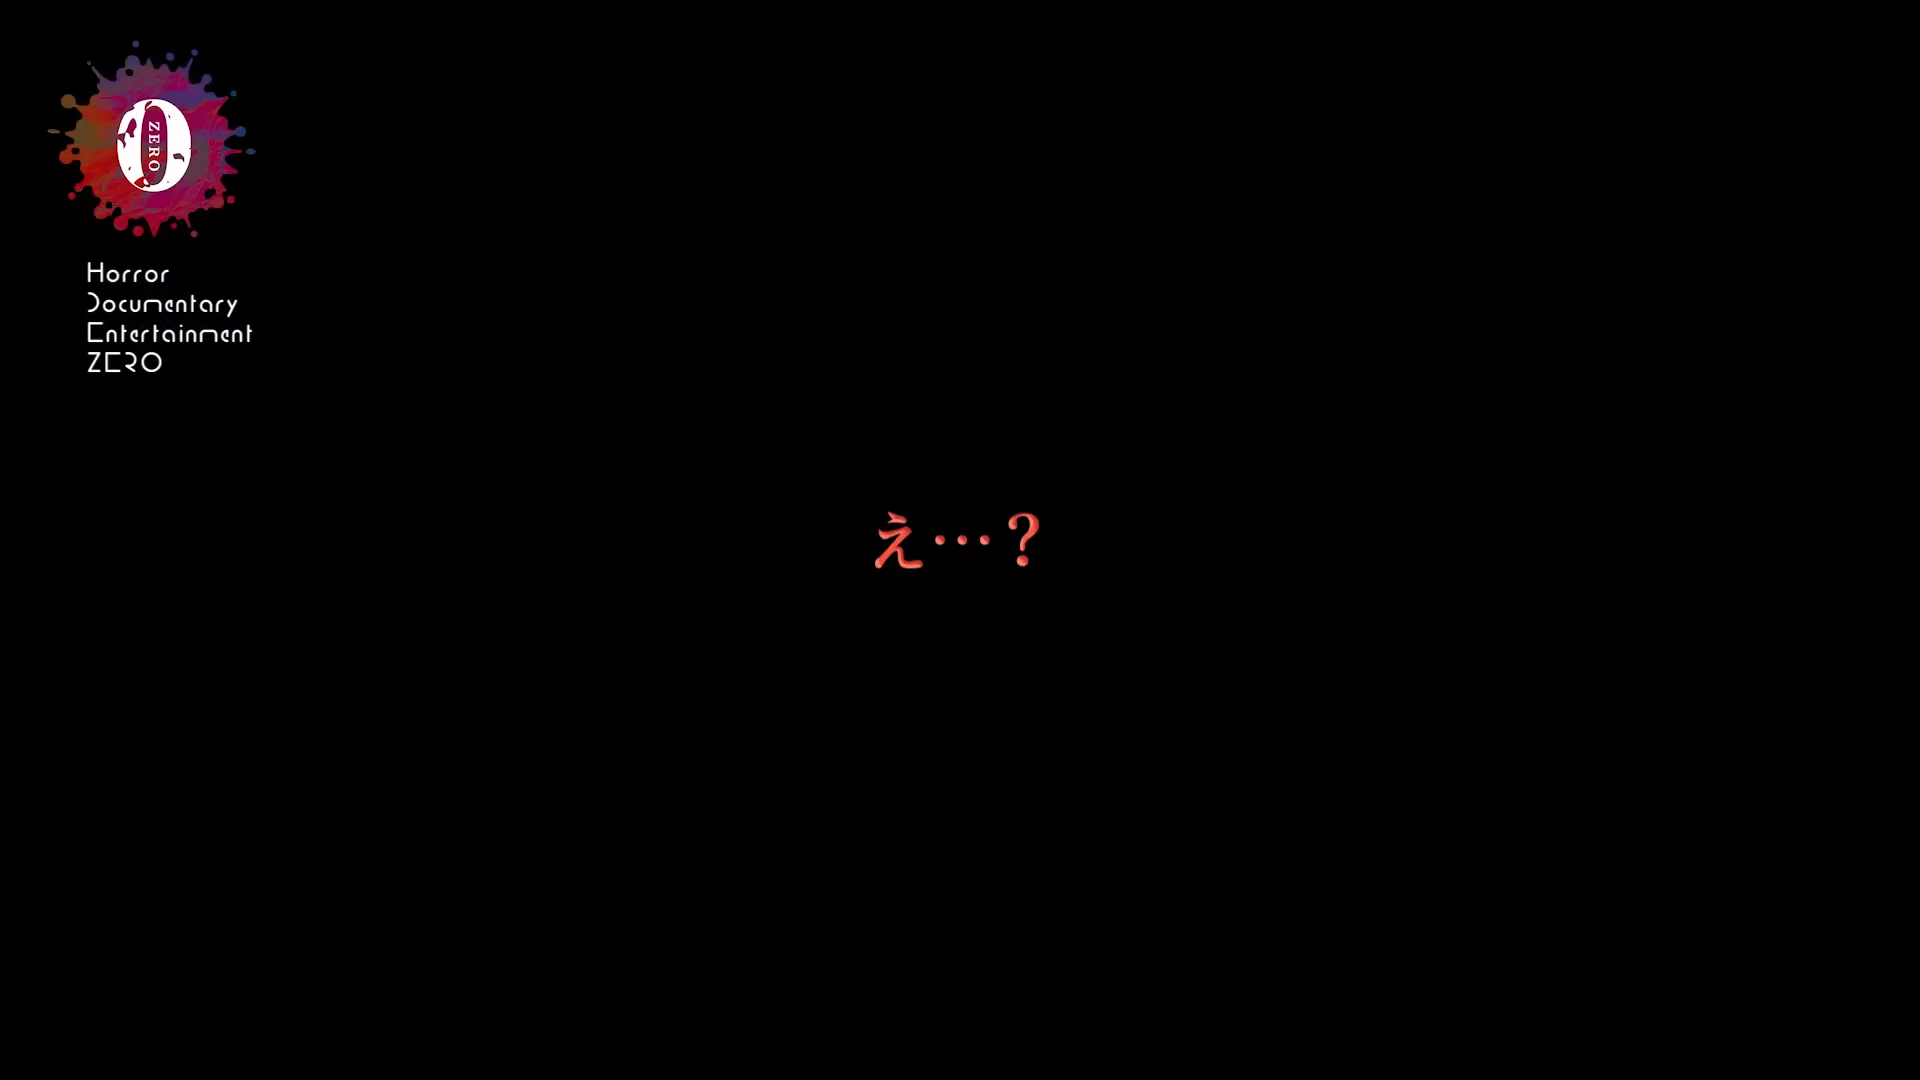 ZERO
Horror
Documentary
Entertainment
ZERO
え…？